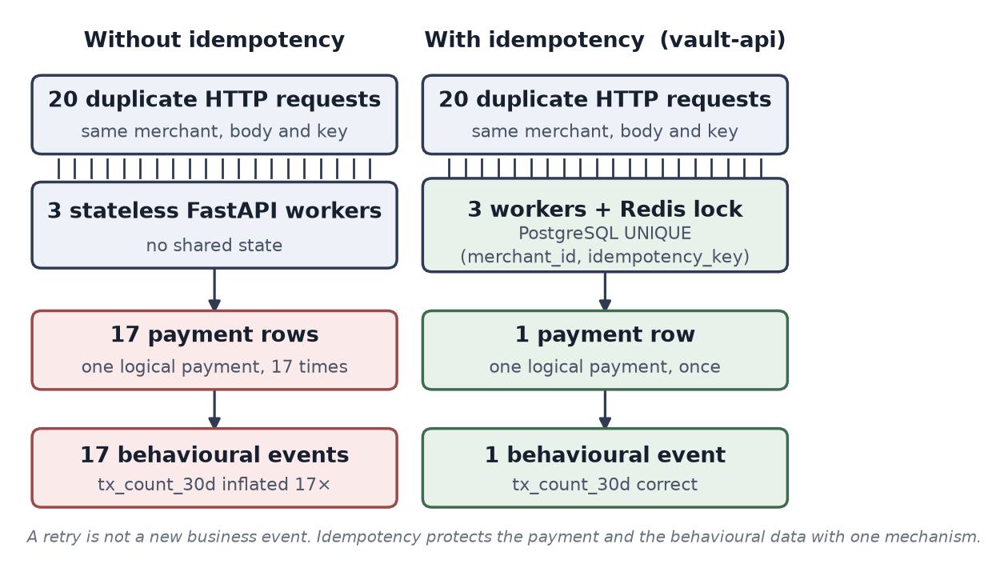 Without idempotency
20 duplicate HTTP requests
same merchant, body and key
3 stateless FastAPI workers
no shared state
17 payment rows
one logical payment, 17 times
17 behavioural events
tx_count_30d inflated 17×
With idempotency (vault-api)
20 duplicate HTTP requests
same merchant, body and key
3 workers + Redis lock
PostgreSQL UNIQUE
(merchant_id, idempotency_key)
1 payment row
one logical payment, once
1 behavioural event
tx_count_30d correct
A retry is not a new business event. Idempotency protects the payment and the behavioural data with one mechanism.